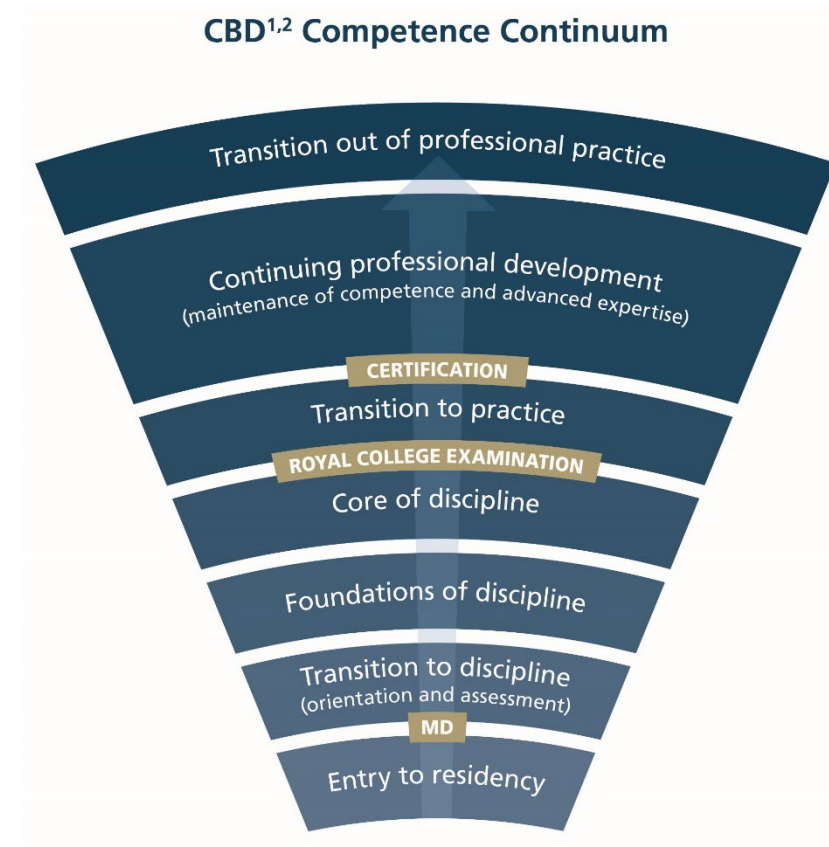 CBD1,2 Competence Continuum
Transition out of professional practice
Continuing professional development
(maintenance of competence and advanced expertise)
CERTIFICATION
Transition to practice
ROYAL COLLEGE EXAMINATION
Core of discipline
Foundations of discipline
Transition to discipline
(orientation and assessment)
MD
Entry to residency